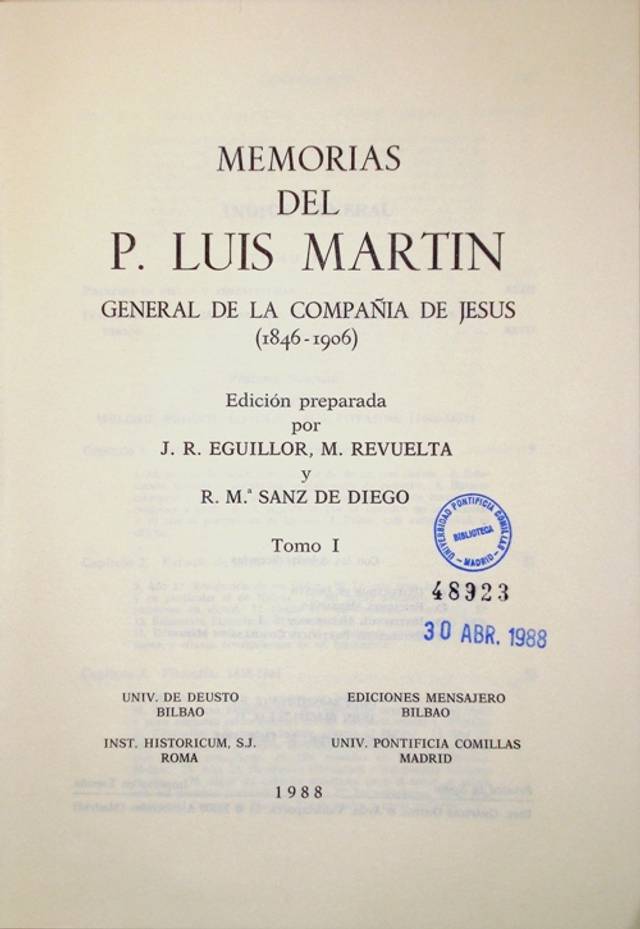 MEMORIAS
DEL
P. LUIS MARTIN
GENERAL DE LA COMPAÑIA DE JESUS
(1846-1906)
Edición preparada
por
J. R. EGUILLOR, M. REVUELTA
y
R. M.ª SANZ DE DIEGO
Tomo I
UNIVERSIDAD PONTIFICIA COMILLAS
BIBLIOTECA
- MADRID -
48923
30 ABR. 1988
UNIV. DE DEUSTO
BILBAO
EDICIONES MENSAJERO
BILBAO
INST. HISTORICUM, S.J.
ROMA
UNIV. PONTIFICIA COMILLAS
MADRID
1988